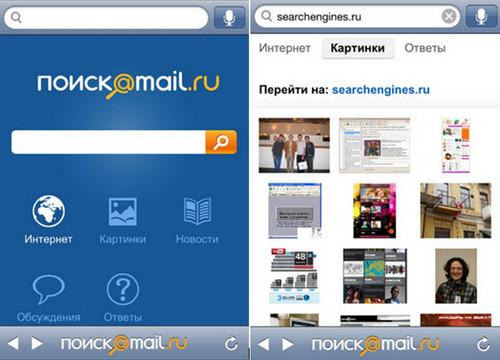 ПОИСК@mail.ru
Интернет
Картинки
Новости
Обсуждения
Ответы
ПОИСК@mail.ru
searchengines.ru
Интернет
Картинки
Ответы
Перейти на: searchengines.ru
48
ПОИСК@mail.ru